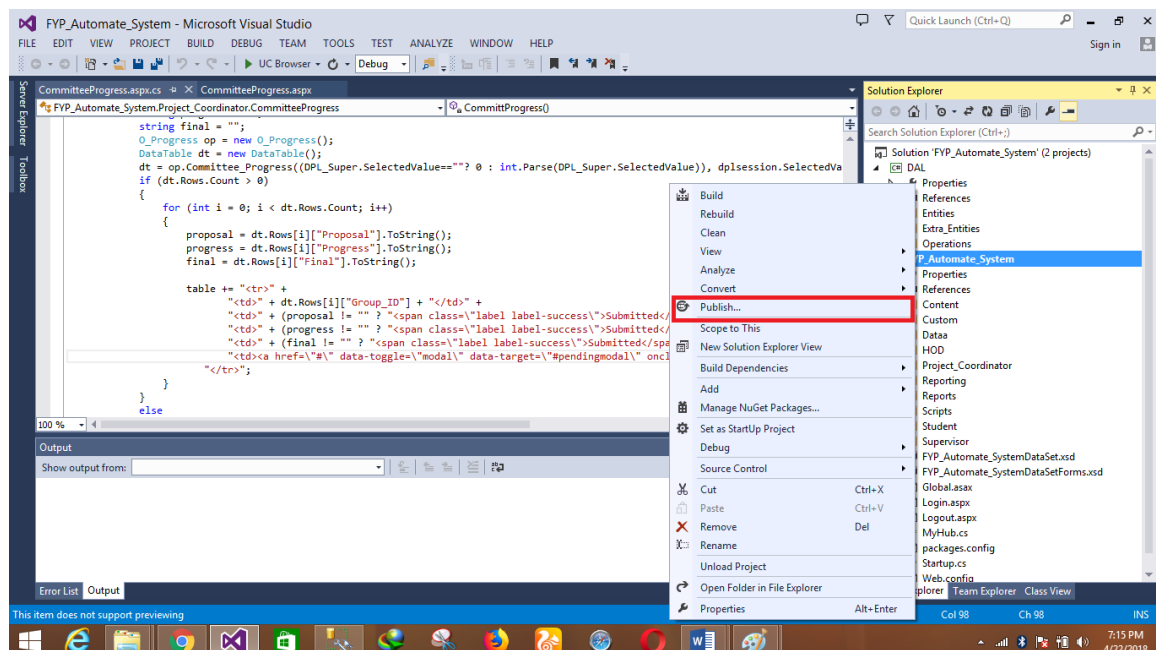 FYP_Automate_System - Microsoft Visual Studio
Quick Launch (Ctrl+Q)
FILE EDIT VIEW PROJECT BUILD DEBUG TEAM TOOLS TEST ANALYZE WINDOW HELP
Sign in
UC Browser
Debug
Server Explorer
Toolbox
CommitteeProgress.aspx.cs
CommitteeProgress.aspx
FYP_Automate_System.Project_Coordinator.CommitteeProgress
CommittProgress()
string final = "";
O_Progress op = new O_Progress();
DataTable dt = new DataTable();
dt = op.Committee_Progress((DPL_Super.SelectedValue==""? 0 : int.Parse(DPL_Super.SelectedValue)), dplsession.SelectedVa
if (dt.Rows.Count > 0)
{
for (int i = 0; i < dt.Rows.Count; i++)
{
proposal = dt.Rows[i]["Proposal"].ToString();
progress = dt.Rows[i]["Progress"].ToString();
final = dt.Rows[i]["Final"].ToString();
table += "<tr>" +
"<td>" + dt.Rows[i]["Group_ID"] + "</td>" +
"<td>" + (proposal != "" ? "<span class=\"label label-success\">Submitted</
"<td>" + (progress != "" ? "<span class=\"label label-success\">Submitted</
"<td>" + (final != "" ? "<span class=\"label label-success\">Submitted</spa
"<td><a href=\"#\" data-toggle=\"modal\" data-target=\"#pendingmodal\" oncl
"</tr>";
}
}
else
100 %
Output
Show output from:
Error List Output
This item does not support previewing
Col 98 Ch 98 INS
Build
Rebuild
Clean
View
Analyze
Convert
Publish...
Scope to This
New Solution Explorer View
Build Dependencies
Add
Manage NuGet Packages...
Set as StartUp Project
Debug
Source Control
Cut Ctrl+X
Paste Ctrl+V
Remove Del
Rename
Unload Project
Open Folder in File Explorer
Properties Alt+Enter
Solution Explorer
Search Solution Explorer (Ctrl+;)
Solution 'FYP_Automate_System' (2 projects)
DAL
Properties
References
Entities
Extra_Entities
Operations
P_Automate_System
Properties
References
Content
Custom
Dataa
HOD
Project_Coordinator
Reporting
Reports
Scripts
Student
Supervisor
FYP_Automate_SystemDataSet.xsd
FYP_Automate_SystemDataSetForms.xsd
Global.asax
Login.aspx
Logout.aspx
MyHub.cs
packages.config
Startup.cs
Web.config
plorer Team Explorer Class View
7:15 PM
4/22/2018